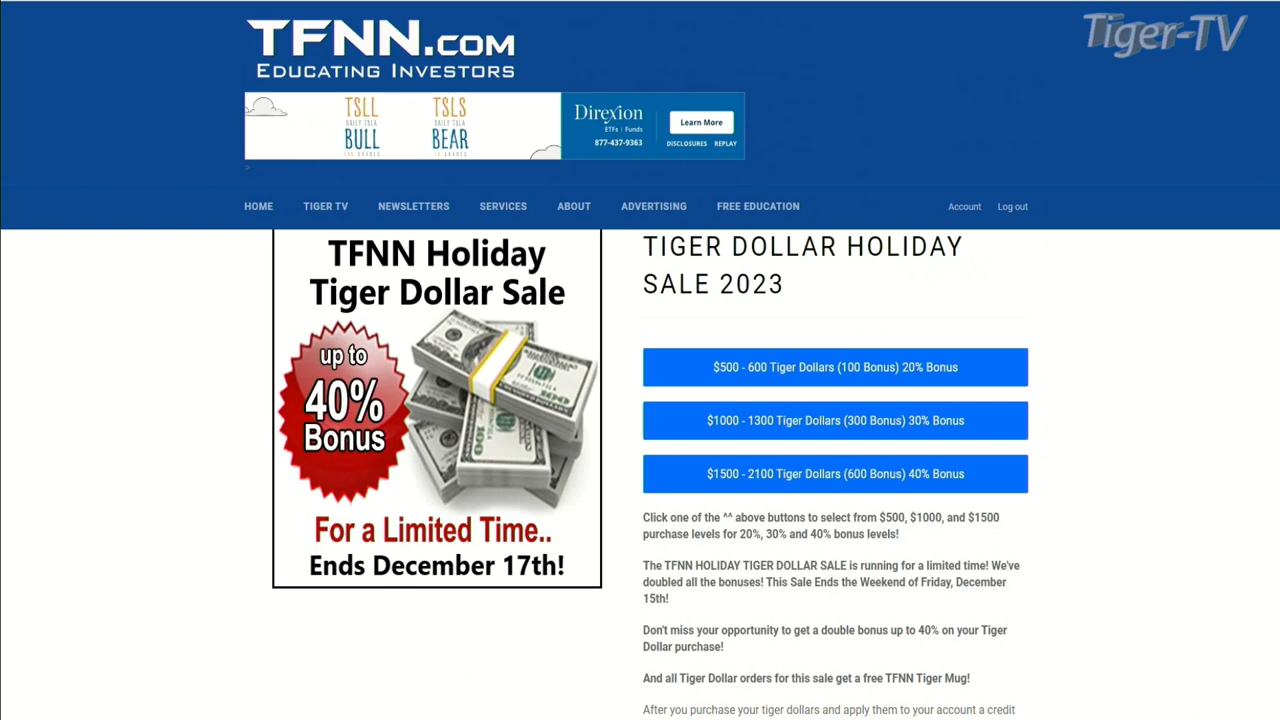 TFNN.COM
EDUCATING INVESTORS
Tiger-TV
TSLL
DAILY TSLA
BULL
TSLS
DAILY TSLA
BEAR
Direxion
ETFs | Funds
877-437-9363
Learn More
DISCLOSURES REPLAY
>
HOME TIGER TV NEWSLETTERS SERVICES ABOUT ADVERTISING FREE EDUCATION Account Log out
TFNN Holiday
Tiger Dollar Sale
up to
40%
Bonus
For a Limited Time..
Ends December 17th!
TIGER DOLLAR HOLIDAY
SALE 2023
$500 - 600 Tiger Dollars (100 Bonus) 20% Bonus
$1000 - 1300 Tiger Dollars (300 Bonus) 30% Bonus
$1500 - 2100 Tiger Dollars (600 Bonus) 40% Bonus
Click one of the ^^ above buttons to select from $500, $1000, and $1500
purchase levels for 20%, 30% and 40% bonus levels!
The TFNN HOLIDAY TIGER DOLLAR SALE is running for a limited time! We've
doubled all the bonuses! This Sale Ends the Weekend of Friday, December
15th!
Don't miss your opportunity to get a double bonus up to 40% on your Tiger
Dollar purchase!
And all Tiger Dollar orders for this sale get a free TFNN Tiger Mug!
After you purchase your tiger dollars and apply them to your account a credit